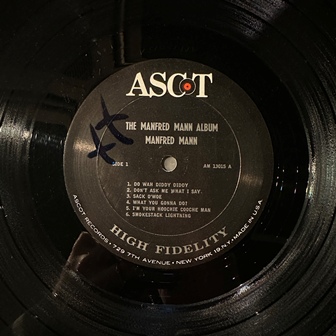 ASCOT
THE MANFRED MANN ALBUM
MANFRED MANN
SIDE 1
AM 13015 A
1. DO WAH DIDDY DIDDY
2. DON'T ASK ME WHAT I SAY
3. SACK O'WOE
4. WHAT YOU GONNA DO?
5. I'M YOUR HOOCHIE COOCHE MAN
6. SMOKESTACK LIGHTNING
HIGH FIDELITY
ASCOT RECORDS • 729 7TH AVENUE • NEW YORK 19, N.Y. MADE IN U.S.A